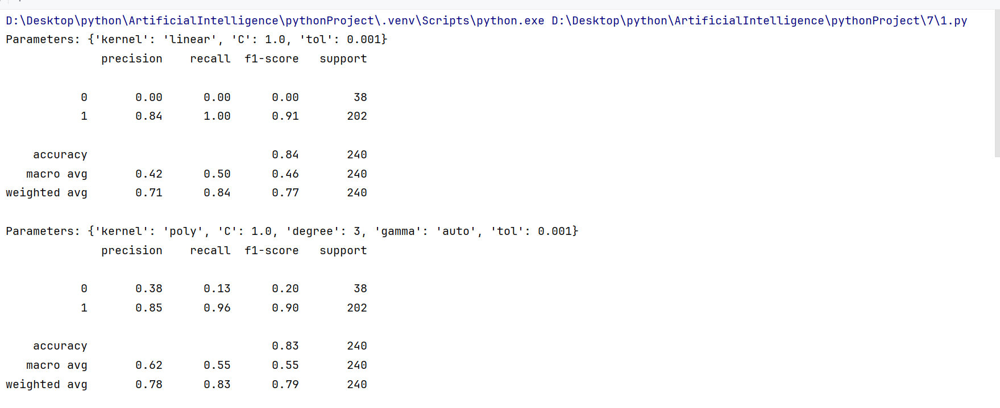 D:\Desktop\python\ArtificialIntelligence\pythonProject\.venv\Scripts\python.exe D:\Desktop\python\ArtificialIntelligence\pythonProject\7\1.py
Parameters: {'kernel': 'linear', 'C': 1.0, 'tol': 0.001}
              precision    recall  f1-score   support

           0       0.00      0.00      0.00        38
           1       0.84      1.00      0.91       202

    accuracy                           0.84       240
   macro avg       0.42      0.50      0.46       240
weighted avg       0.71      0.84      0.77       240

Parameters: {'kernel': 'poly', 'C': 1.0, 'degree': 3, 'gamma': 'auto', 'tol': 0.001}
              precision    recall  f1-score   support

           0       0.38      0.13      0.20        38
           1       0.85      0.96      0.90       202

    accuracy                           0.83       240
   macro avg       0.62      0.55      0.55       240
weighted avg       0.78      0.83      0.79       240